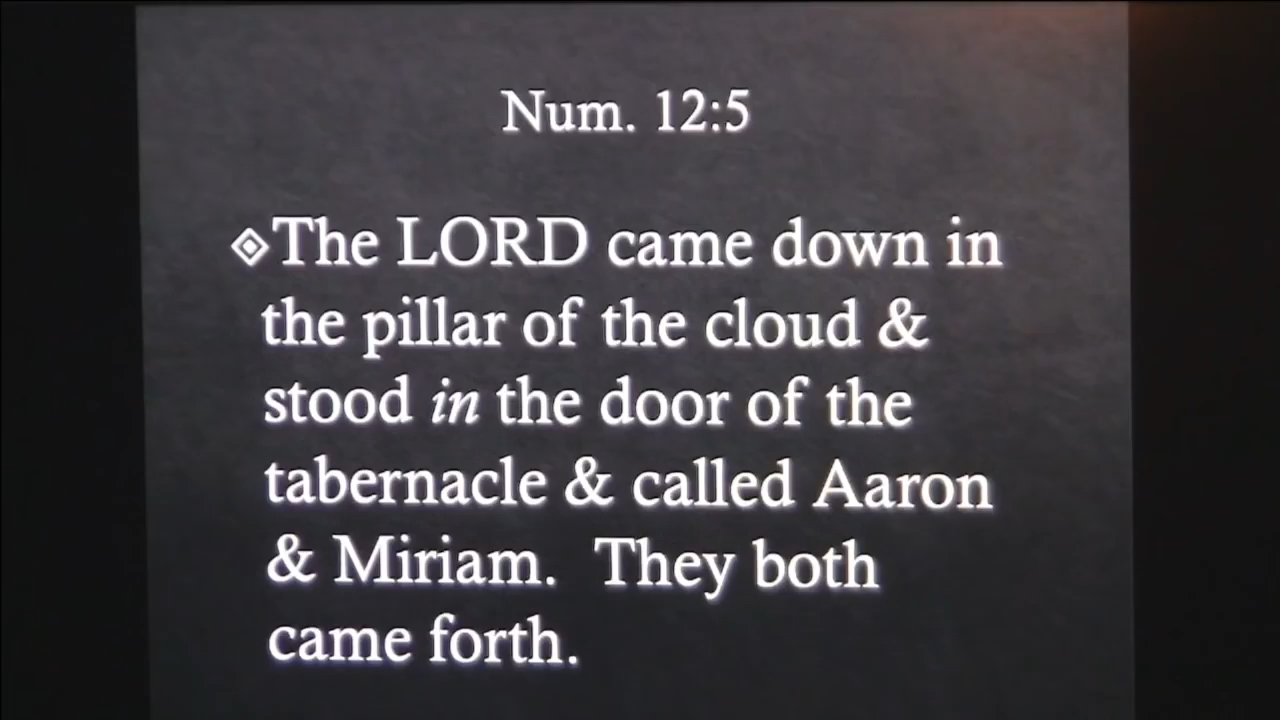 Num. 12:5
The LORD came down in
the pillar of the cloud &
stood in the door of the
tabernacle & called Aaron
& Miriam.  They both
came forth.